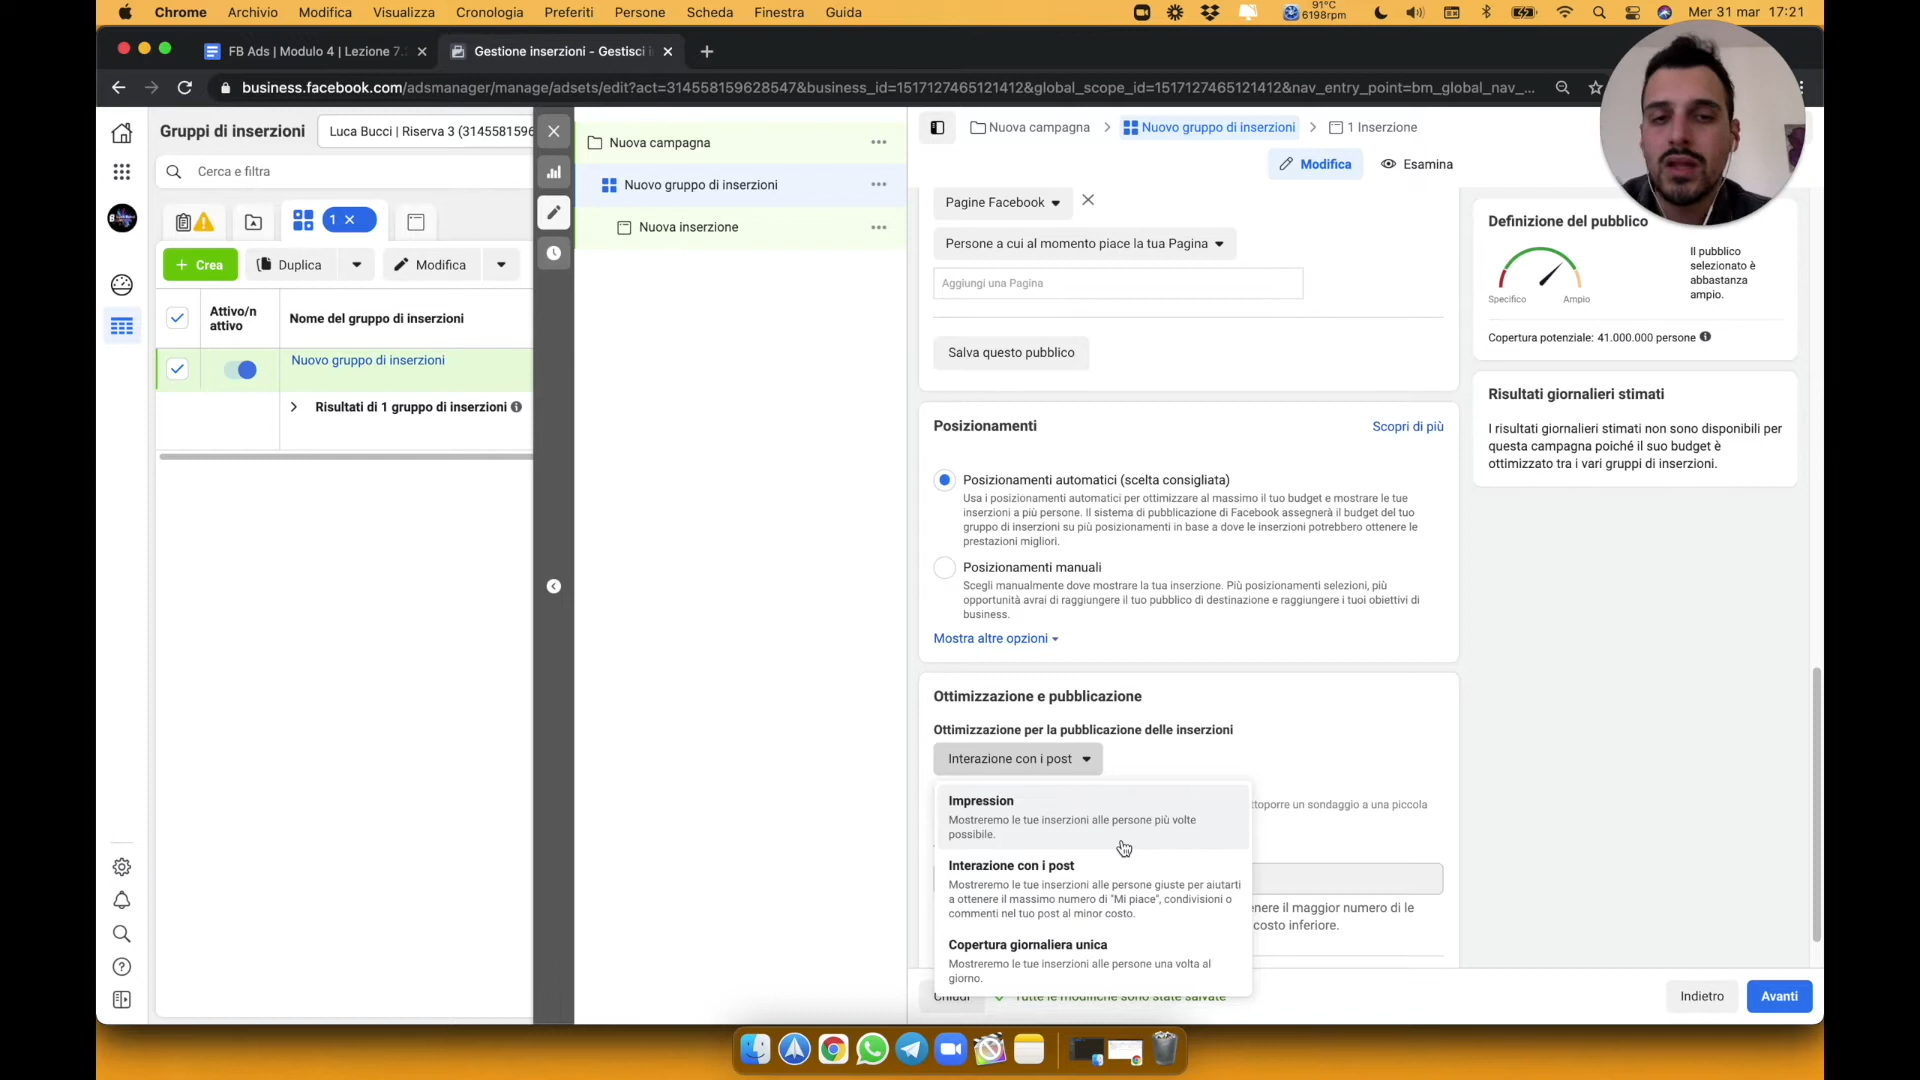 Chrome Archivio Modifica Visualizza Cronologia Preferiti Persone Scheda Finestra Guida
91°C
6198rpm
Mer 31 mar 17:21
FB Ads | Modulo 4 | Lezione 7.
Gestione inserzioni - Gestisci i
business.facebook.com/adsmanager/manage/adsets/edit?act=314558159628547&business_id=1517127465121412&global_scope_id=1517127465121412&nav_entry_point=bm_global_nav_...
Gruppi di inserzioni
Luca Bucci | Riserva 3 (3145581596
Cerca e filtra
1
Crea
Duplica
Modifica
Attivo/n
attivo
Nome del gruppo di inserzioni
Nuovo gruppo di inserzioni
Risultati di 1 gruppo di inserzioni
Nuova campagna
Nuovo gruppo di inserzioni
Nuova inserzione
Nuova campagna
Nuovo gruppo di inserzioni
1 Inserzione
Modifica
Esamina
Pagine Facebook
Persone a cui al momento piace la tua Pagina
Aggiungi una Pagina
Salva questo pubblico
Posizionamenti
Scopri di più
Posizionamenti automatici (scelta consigliata)
Usa i posizionamenti automatici per ottimizzare al massimo il tuo budget e mostrare le tue
inserzioni a più persone. Il sistema di pubblicazione di Facebook assegnerà il budget del tuo
gruppo di inserzioni su più posizionamenti in base a dove le inserzioni potrebbero ottenere le
prestazioni migliori.
Posizionamenti manuali
Scegli manualmente dove mostrare la tua inserzione. Più posizionamenti selezioni, più
opportunità avrai di raggiungere il tuo pubblico di destinazione e raggiungere i tuoi obiettivi di
business.
Mostra altre opzioni
Ottimizzazione e pubblicazione
Ottimizzazione per la pubblicazione delle inserzioni
Interazione con i post
Impression
Mostreremo le tue inserzioni alle persone più volte
possibile.
Interazione con i post
Mostreremo le tue inserzioni alle persone giuste per aiutarti
a ottenere il massimo numero di "Mi piace", condivisioni o
commenti nel tuo post al minor costo.
Copertura giornaliera unica
Mostreremo le tue inserzioni alle persone una volta al
giorno.
ttoporre un sondaggio a una piccola
enere il maggior numero di le
costo inferiore.
Chiudi
Tutte le modifiche sono state salvate
Indietro
Avanti
Definizione del pubblico
Specifico
Ampio
Il pubblico
selezionato è
abbastanza
ampio.
Copertura potenziale: 41.000.000 persone
Risultati giornalieri stimati
I risultati giornalieri stimati non sono disponibili per
questa campagna poiché il suo budget è
ottimizzato tra i vari gruppi di inserzioni.